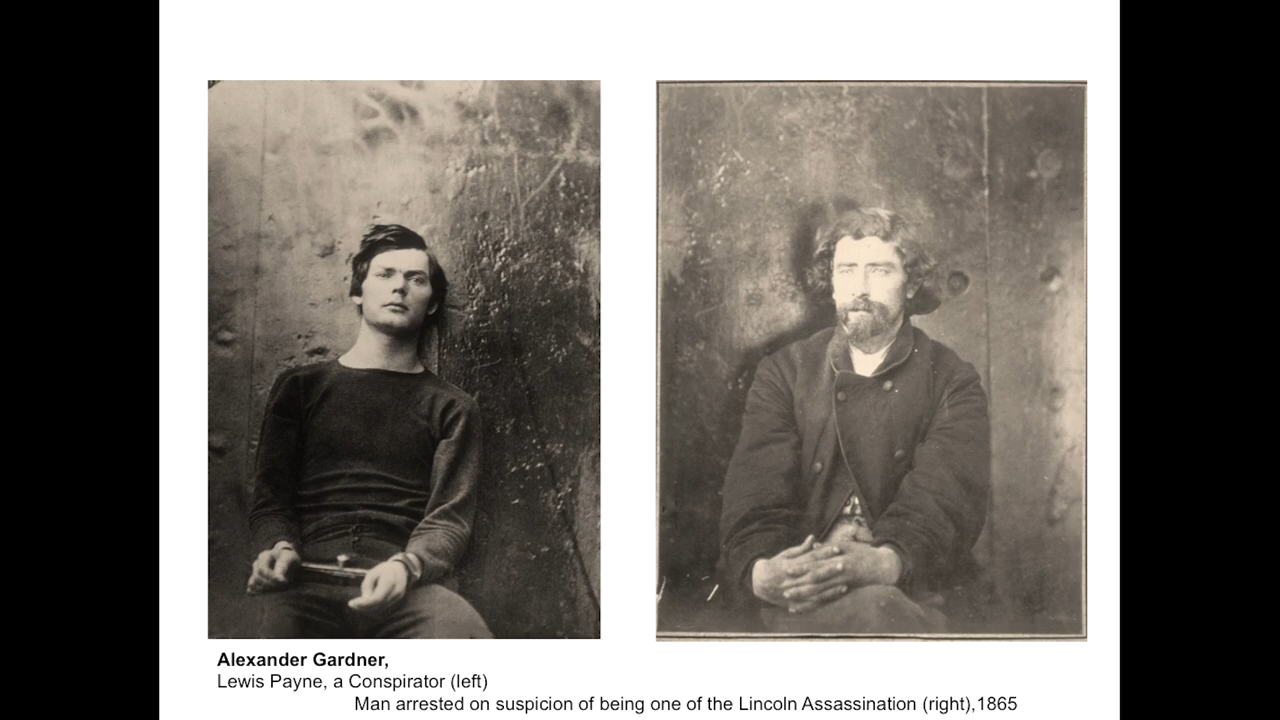 Alexander Gardner,
Lewis Payne, a Conspirator (left)
Man arrested on suspicion of being one of the Lincoln Assassination (right),1865